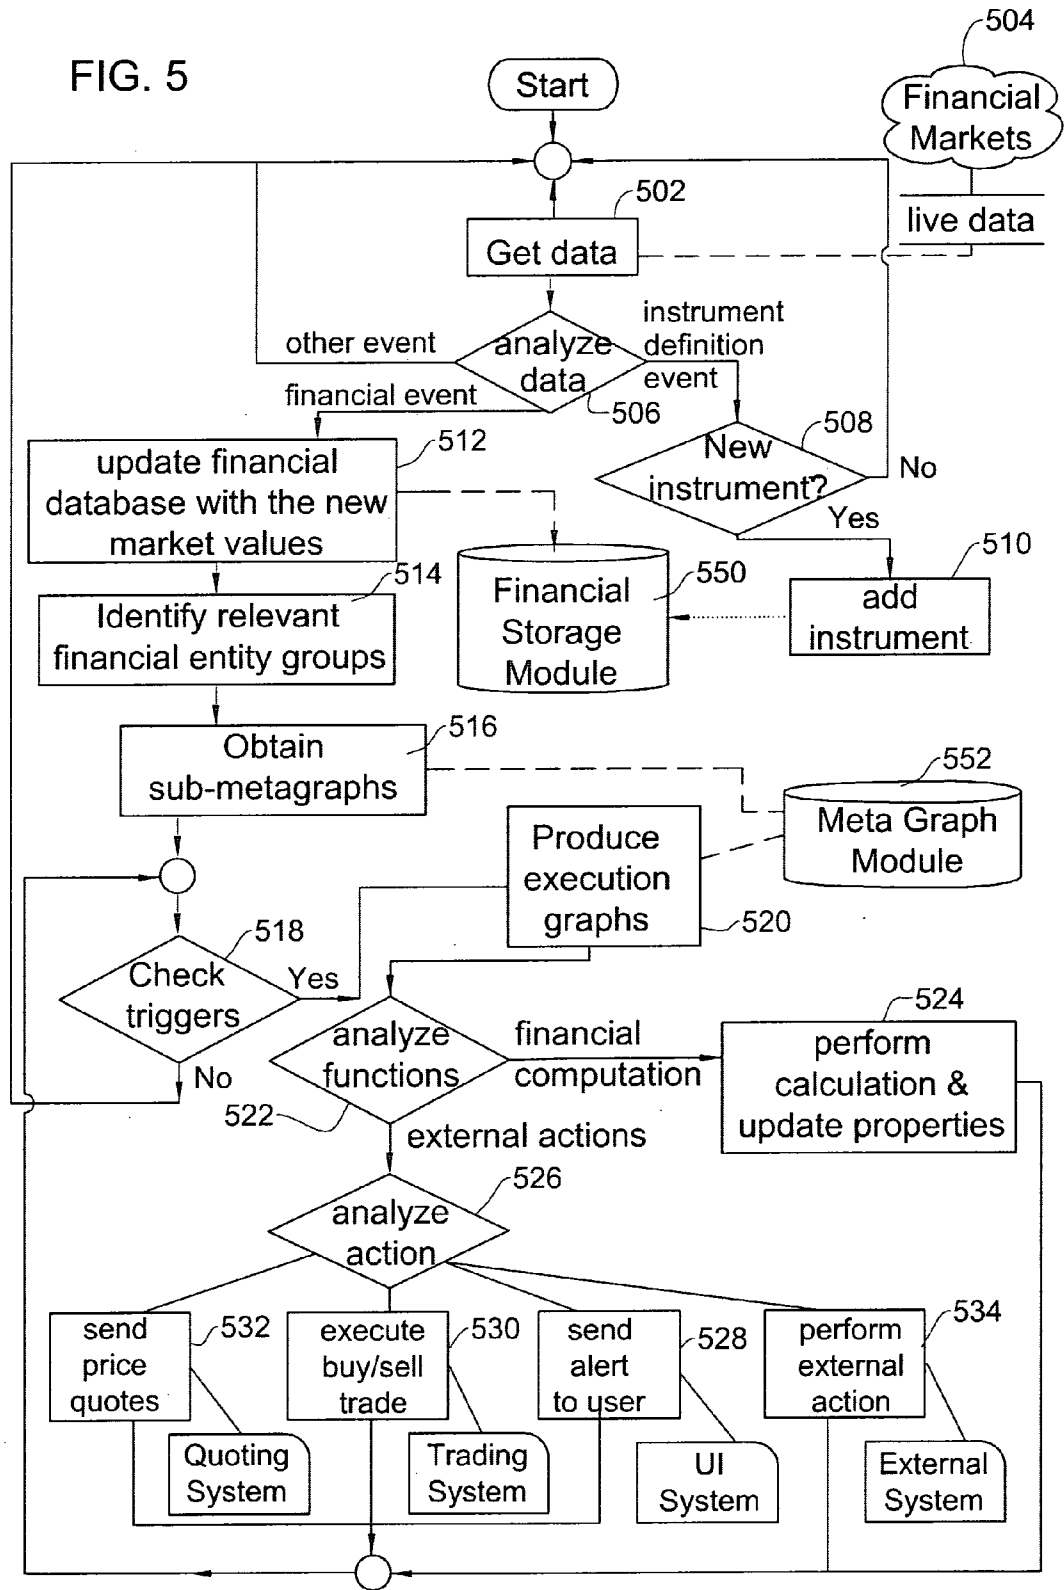 FIG. 5
Start
504
Financial
Markets
502
live data
Get data
instrument
definition
event
other event
analyze
data
financial event
506
508
512
New
instrument?
No
update financial
database with the new
market values
Yes
510
514
550
Financial
Storage
Module
add
instrument
Identify relevant
financial entity groups
516
Obtain
sub-metagraphs
552
Meta Graph
Module
Produce
execution
graphs
520
518
Check
triggers
Yes
No
524
analyze
functions
financial
computation
perform
calculation &
update properties
522
external actions
526
analyze
action
send
price
quotes
532
execute
buy/sell
trade
530
send
alert
to user
528
perform
external
action
534
Quoting
System
Trading
System
UI
System
External
System